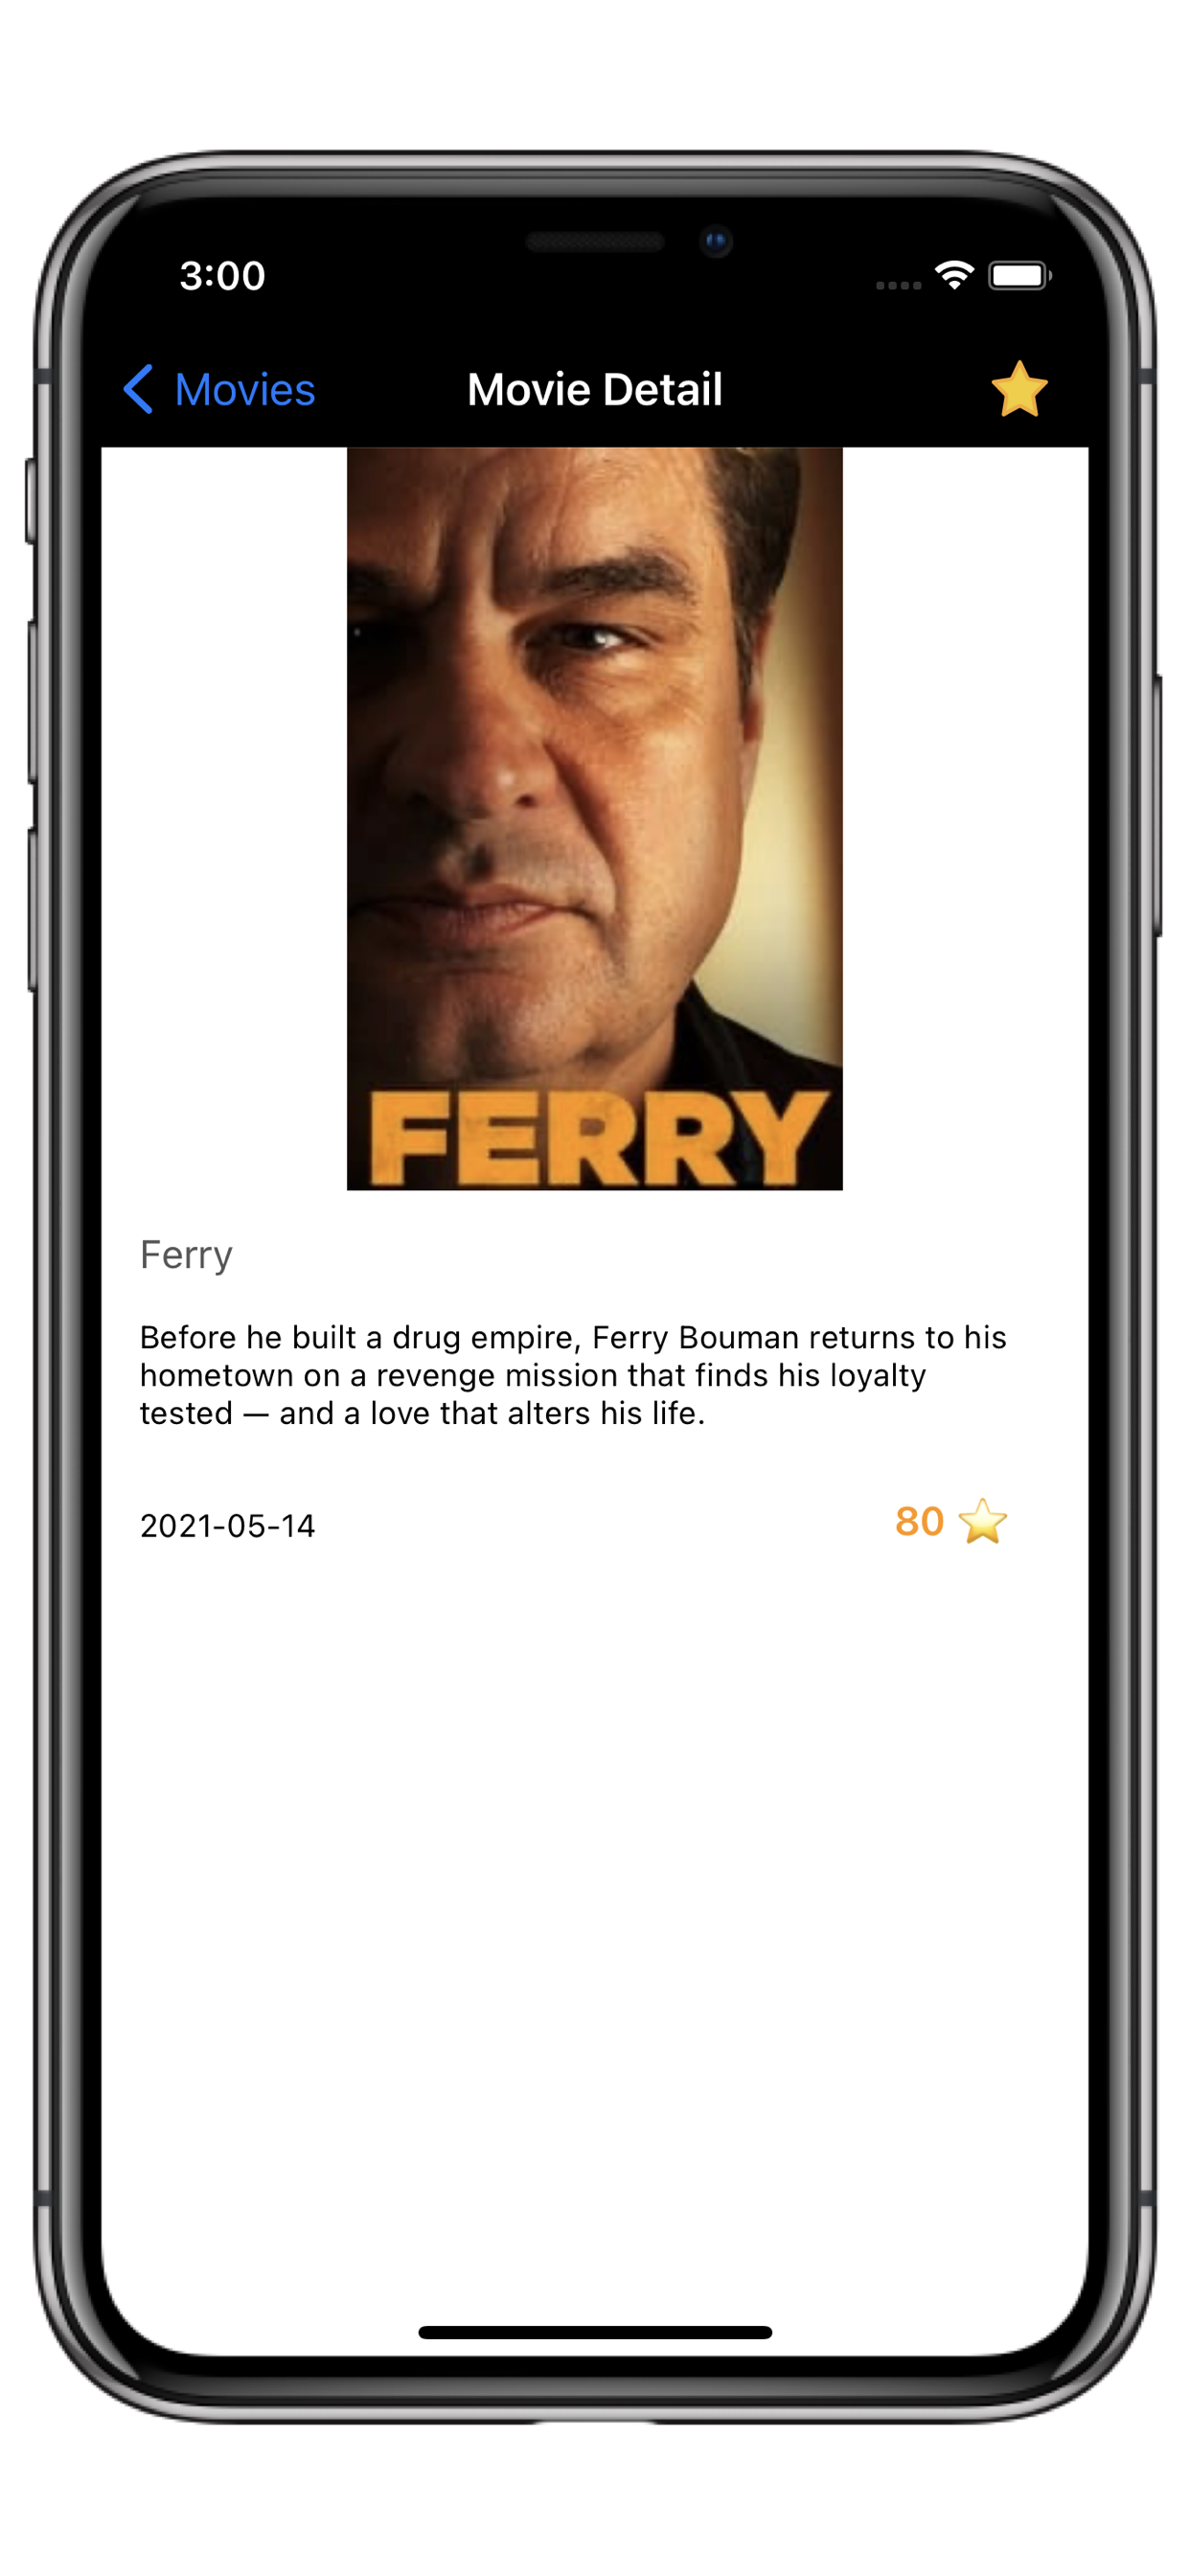 3:00
Movies
Movie Detail
FERRY
Ferry
Before he built a drug empire, Ferry Bouman returns to his
hometown on a revenge mission that finds his loyalty
tested — and a love that alters his life.
2021-05-14
80